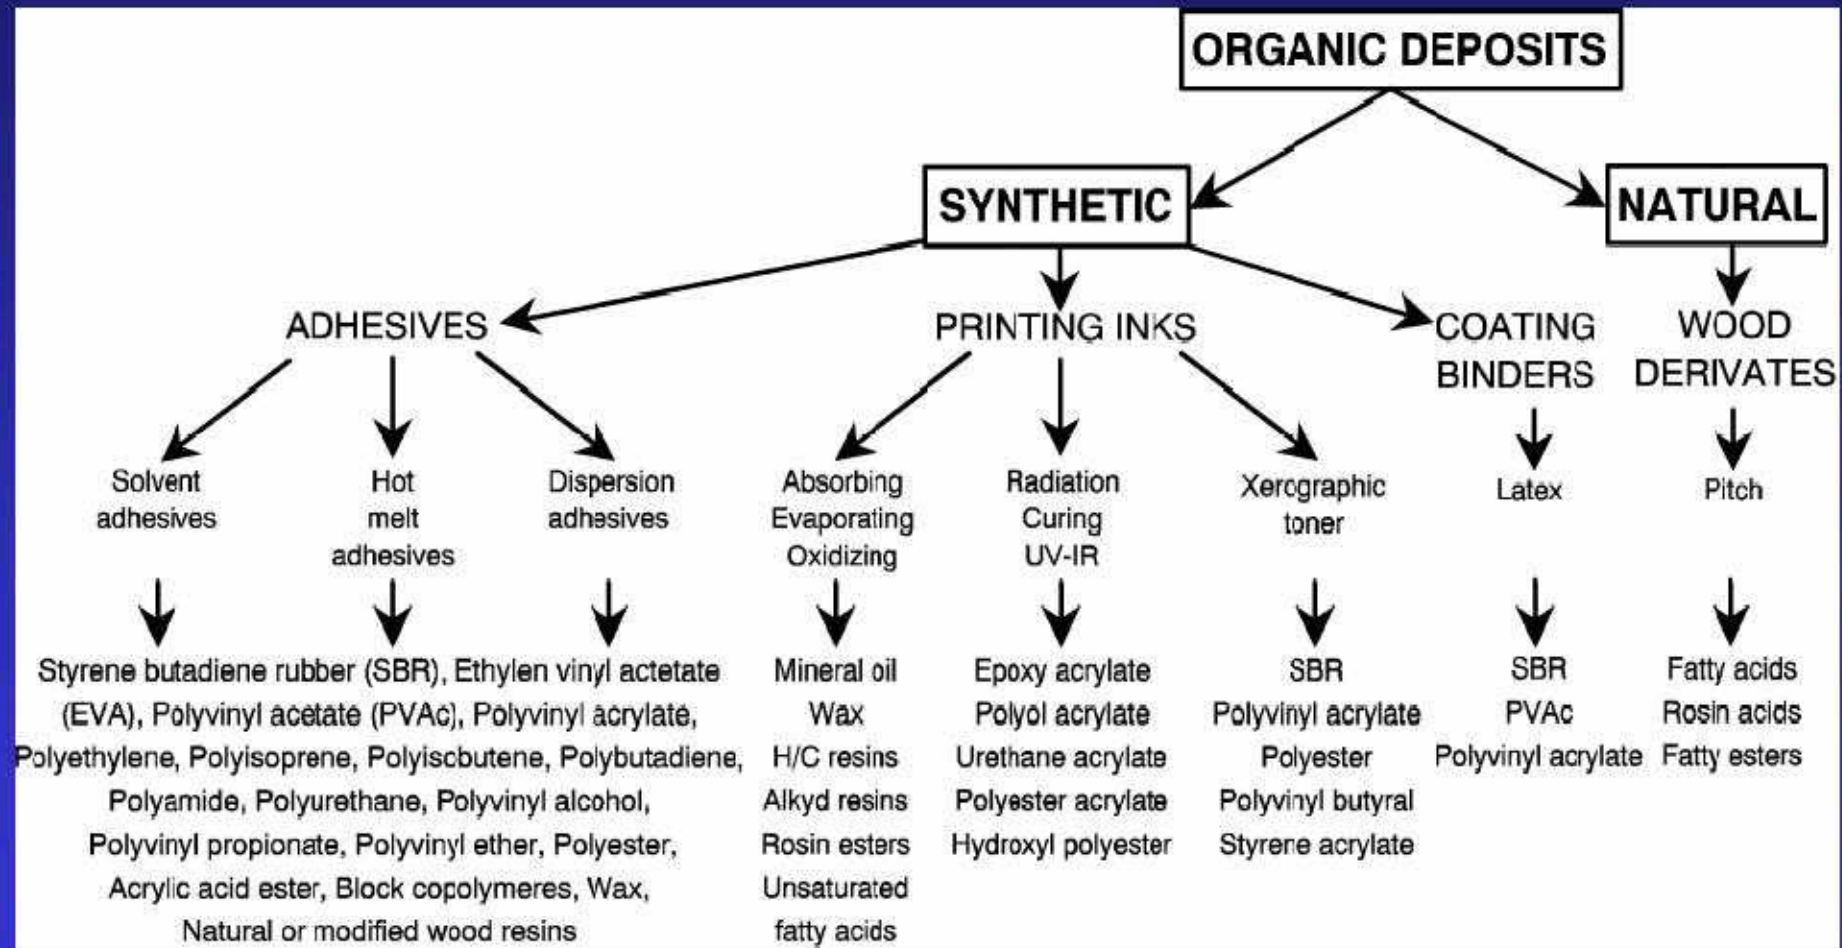 ORGANIC DEPOSITS
SYNTHETIC
NATURAL
ADHESIVES
PRINTING INKS
COATING
BINDERS
WOOD
DERIVATES
Solvent
adhesives
Hot
melt
adhesives
Dispersion
adhesives
Absorbing
Evaporating
Oxidizing
Radiation
Curing
UV-IR
Xerographic
toner
Latex
Pitch
Styrene butadiene rubber (SBR), Ethylen vinyl actetate
(EVA), Polyvinyl acetate (PVAc), Polyvinyl acrylate,
Polyethylene, Polyisoprene, Polyiscbutene, Polybutadiene,
Polyamide, Polyurethane, Polyvinyl alcohol,
Polyvinyl propionate, Polyvinyl ether, Polyester,
Acrylic acid ester, Block copolymeres, Wax,
Natural or modified wood resins
Mineral oil
Wax
H/C resins
Alkyd resins
Rosin esters
Unsaturated
fatty acids
Epoxy acrylate
Polyol acrylate
Urethane acrylate
Polyester acrylate
Hydroxyl polyester
SBR
Polyvinyl acrylate
Polyester
Polyvinyl butyral
Styrene acrylate
SBR
PVAc
Polyvinyl acrylate
Fatty acids
Rosin acids
Fatty esters